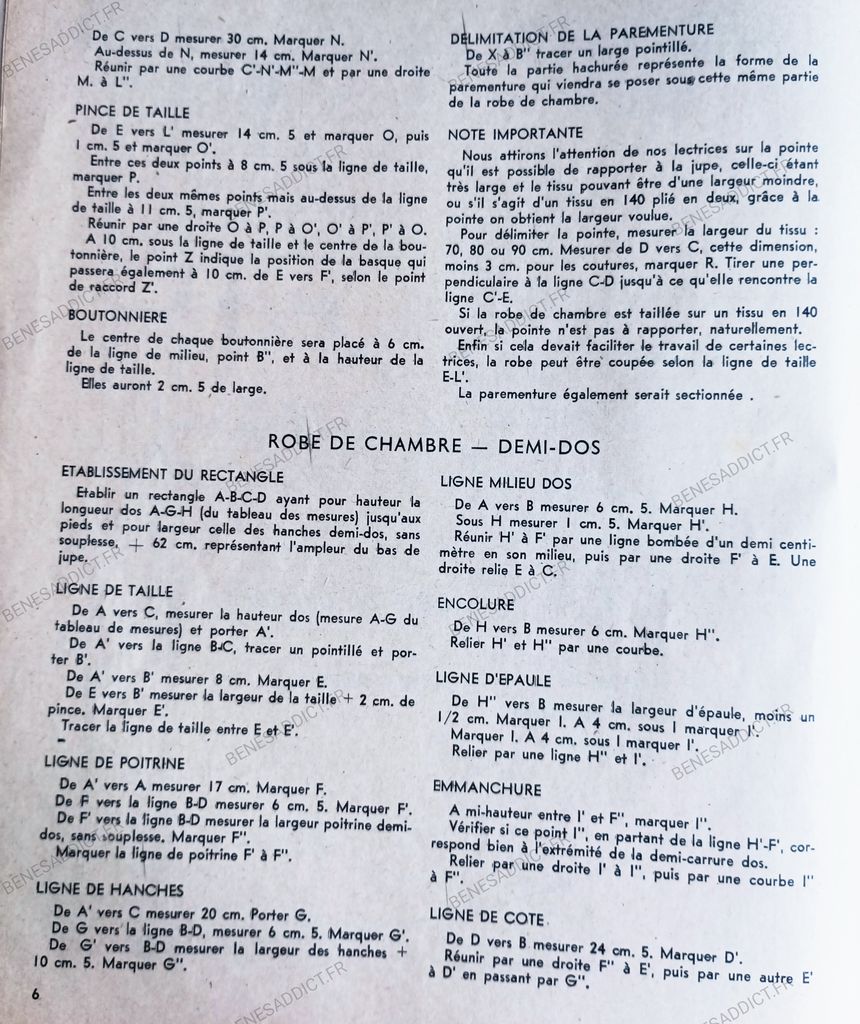 De C vers D mesurer 30 cm. Marquer N.
Au-dessus de N, mesurer 14 cm. Marquer N'.
Réunir par une courbe C'-N'-M"-M et par une droite
M. à L".
PINCE DE TAILLE
De E vers L' mesurer 14 cm. 5 et marquer O, puis
1 cm. 5 et marquer O'.
Entre ces deux points à 8 cm. 5 sous la ligne de taille,
marquer P.
Entre les deux mêmes points mais au-dessus de la ligne
de taille à 11 cm. 5, marquer P'.
Réunir par une droite O à P, P à O', O' à P', P' à O.
A 10 cm. sous la ligne de taille et le centre de la bou-
tonnière, le point Z indique la position de la basque qui
passera également à 10 cm. de E vers F', selon le point
de raccord Z'.
BOUTONNIERE
Le centre de chaque boutonnière sera placé à 6 cm.
de la ligne de milieu, point B", et à la hauteur de la
ligne de taille.
Elles auront 2 cm. 5 de large.
DELIMITATION DE LA PAREMENTURE
De X à B" tracer un large pointillé.
Toute la partie hachurée représente la forme de la
parementure qui viendra se poser sous cette même partie
de la robe de chambre.
NOTE IMPORTANTE
Nous attirons l'attention de nos lectrices sur la pointe
qu'il est possible de rapporter à la jupe, celle-ci étant
très large et le tissu pouvant être d'une largeur moindre,
ou s'il s'agit d'un tissu en 140 plié en deux, grâce à la
pointe on obtient la largeur voulue.
Pour délimiter la pointe, mesurer la largeur du tissu :
70, 80 ou 90 cm. Mesurer de D vers C, cette dimension,
moins 3 cm. pour les coutures, marquer R. Tirer une per-
pendiculaire à la ligne C-D jusqu'à ce qu'elle rencontre la
ligne C'-E.
Si la robe de chambre est taillée sur un tissu en 140
ouvert, la pointe n'est pas à rapporter, naturellement.
Enfin si cela devait faciliter le travail de certaines lec-
trices, la robe peut être coupée selon la ligne de taille
E-L'.
La parementure également serait sectionnée .
ROBE DE CHAMBRE — DEMI-DOS
ETABLISSEMENT DU RECTANGLE
Etablir un rectangle A-B-C-D ayant pour hauteur la
longueur dos A-G-H (du tableau des mesures) jusqu'aux
pieds et pour largeur celle des hanches demi-dos, sans
souplesse, + 62 cm. représentant l'ampleur du bas de
jupe.
LIGNE DE TAILLE
De A vers C, mesurer la hauteur dos (mesure A-G du
tableau de mesures) et porter A'.
De A' vers la ligne B-C, tracer un pointillé et por-
ter B'.
De A' vers B' mesurer 8 cm. Marquer E.
De E vers B' mesurer la largeur de la taille + 2 cm. de
pince. Marquer E'.
Tracer la ligne de taille entre E et E'.
LIGNE DE POITRINE
De A' vers A mesurer 17 cm. Marquer F.
De F vers la ligne B-D mesurer 6 cm. 5. Marquer F'.
De F' vers la ligne B-D mesurer la largeur poitrine demi-
dos, sans souplesse. Marquer F".
Marquer la ligne de poitrine F' à F".
LIGNE DE HANCHES
De A' vers C mesurer 20 cm. Porter G.
De G vers la ligne B-D, mesurer 6 cm. 5. Marquer G'.
De G' vers B-D mesurer la largeur des hanches +
10 cm. 5. Marquer G".
6
LIGNE MILIEU DOS
De A vers B mesurer 6 cm. 5. Marquer H.
Sous H mesurer 1 cm. 5. Marquer H'.
Réunir H' à F' par une ligne bombée d'un demi centi-
mètre en son milieu, puis par une droite F' à E. Une
droite relie E à C.
ENCOLURE
De H vers B mesurer 6 cm. Marquer H".
Relier H' et H" par une courbe.
LIGNE D'EPAULE
De H" vers B mesurer la largeur d'épaule, moins un
1/2 cm. Marquer I. A 4 cm. sous I marquer I'.
Marquer I. A 4 cm. sous I marquer I'.
Relier par une ligne H" et I'.
EMMANCHURE
A mi-hauteur entre I' et F", marquer I".
Vérifier si ce point I", en partant de la ligne H'-F', cor-
respond bien à l'extrémité de la demi-carrure dos.
Relier par une droite I' à I", puis par une courbe I"
à F".
LIGNE DE COTE
De D vers B mesurer 24 cm. 5. Marquer D'.
Réunir par une droite F" à E', puis par une autre E'
à D' en passant par G".
BENESADDICT.FR